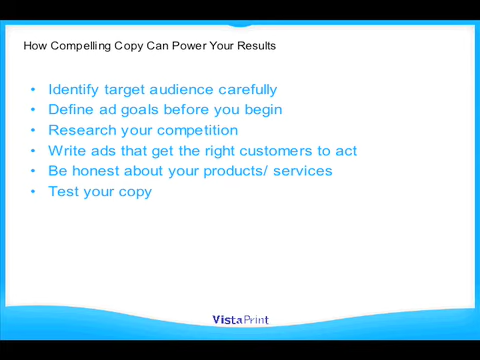 How Compelling Copy Can Power Your Results
• Identify target audience carefully
• Define ad goals before you begin
• Research your competition
• Write ads that get the right customers to act
• Be honest about your products/ services
• Test your copy
VistaPrint